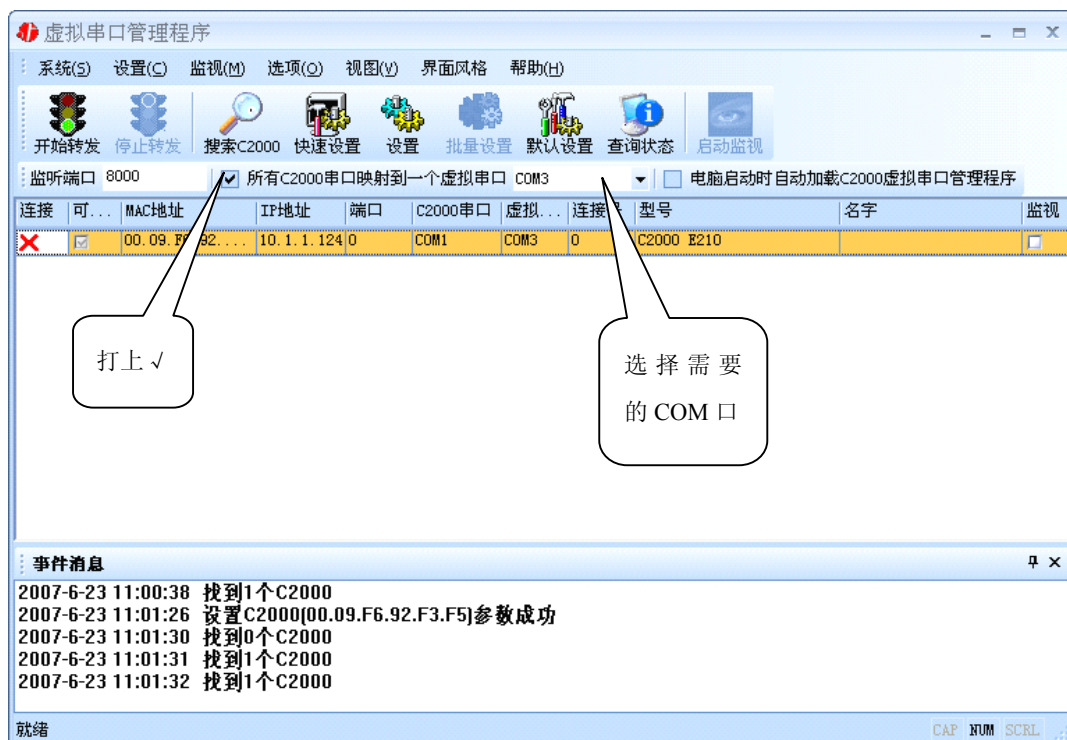 虚拟串口管理程序
系统(S) 设置(C) 监视(M) 选项(O) 视图(V) 界面风格 帮助(H)
开始转发 停止转发 搜索C2000 快速设置 设置 批量设置 默认设置 查询状态 启动监视
监听端口 8000 所有C2000串口映射到一个虚拟串口 COM3 电脑启动时自动加载C2000虚拟串口管理程序
连接 可... MAC地址 IP地址 端口 C2000串口 虚拟... 连接 型号 名字 监视
00.09.F6.92.... 10.1.1.124 0 COM1 COM3 0 C2000 E210
打上√
选择需要
的 COM 口
事件消息
2007-6-23 11:00:38 找到1个C2000
2007-6-23 11:01:26 设置C2000(00.09.F6.92.F3.F5)参数成功
2007-6-23 11:01:30 找到0个C2000
2007-6-23 11:01:31 找到1个C2000
2007-6-23 11:01:32 找到1个C2000
就绪
CAP NUM SCRL